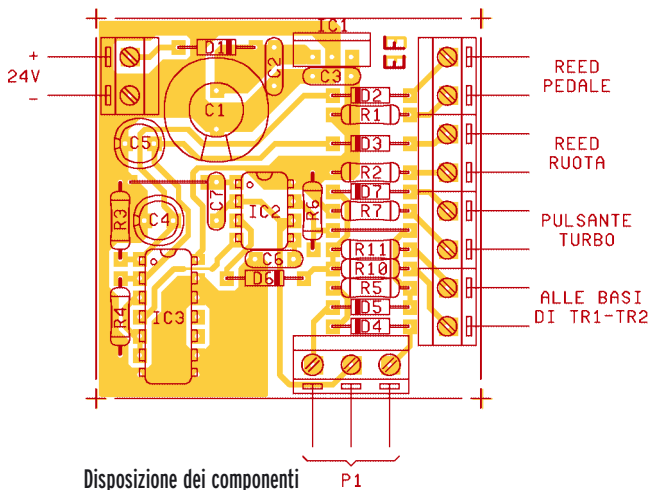 IC1
EF
+
24V
-
D1
C2
C3
C1
D2
R1
REED
PEDALE
C5
D3
REED
RUOTA
R2
D7
R7
C7
IC2
R6
R3
C4
PULSANTE
TURBO
R11
C6
R10
D6
R5
ALLE BASI
DI TR1-TR2
R4
IC3
D5
D4
Disposizione dei componenti
P1